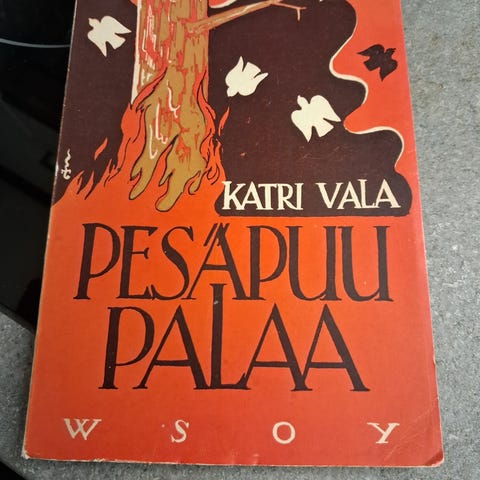 KATRI VALA
PESÄPUU
PALAA
WSOY